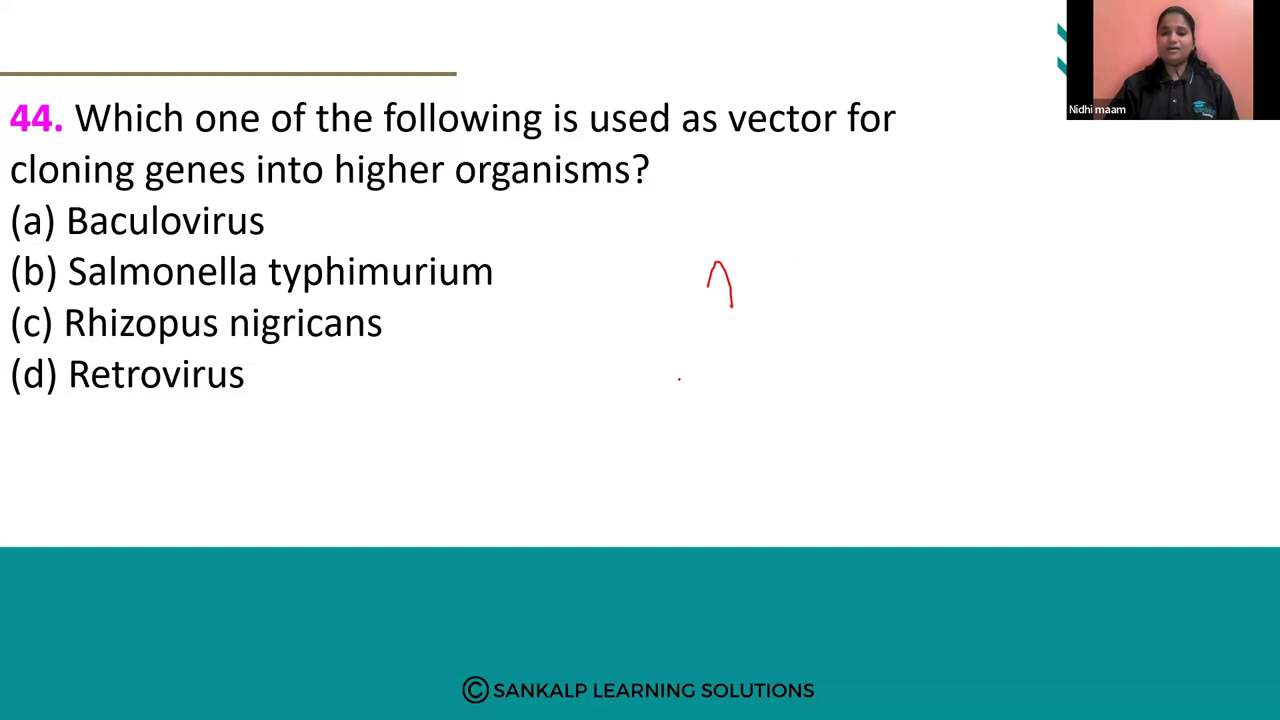 Nidhi maam
44. Which one of the following is used as vector for
cloning genes into higher organisms?
(a) Baculovirus
(b) Salmonella typhimurium
(c) Rhizopus nigricans
(d) Retrovirus
© SANKALP LEARNING SOLUTIONS